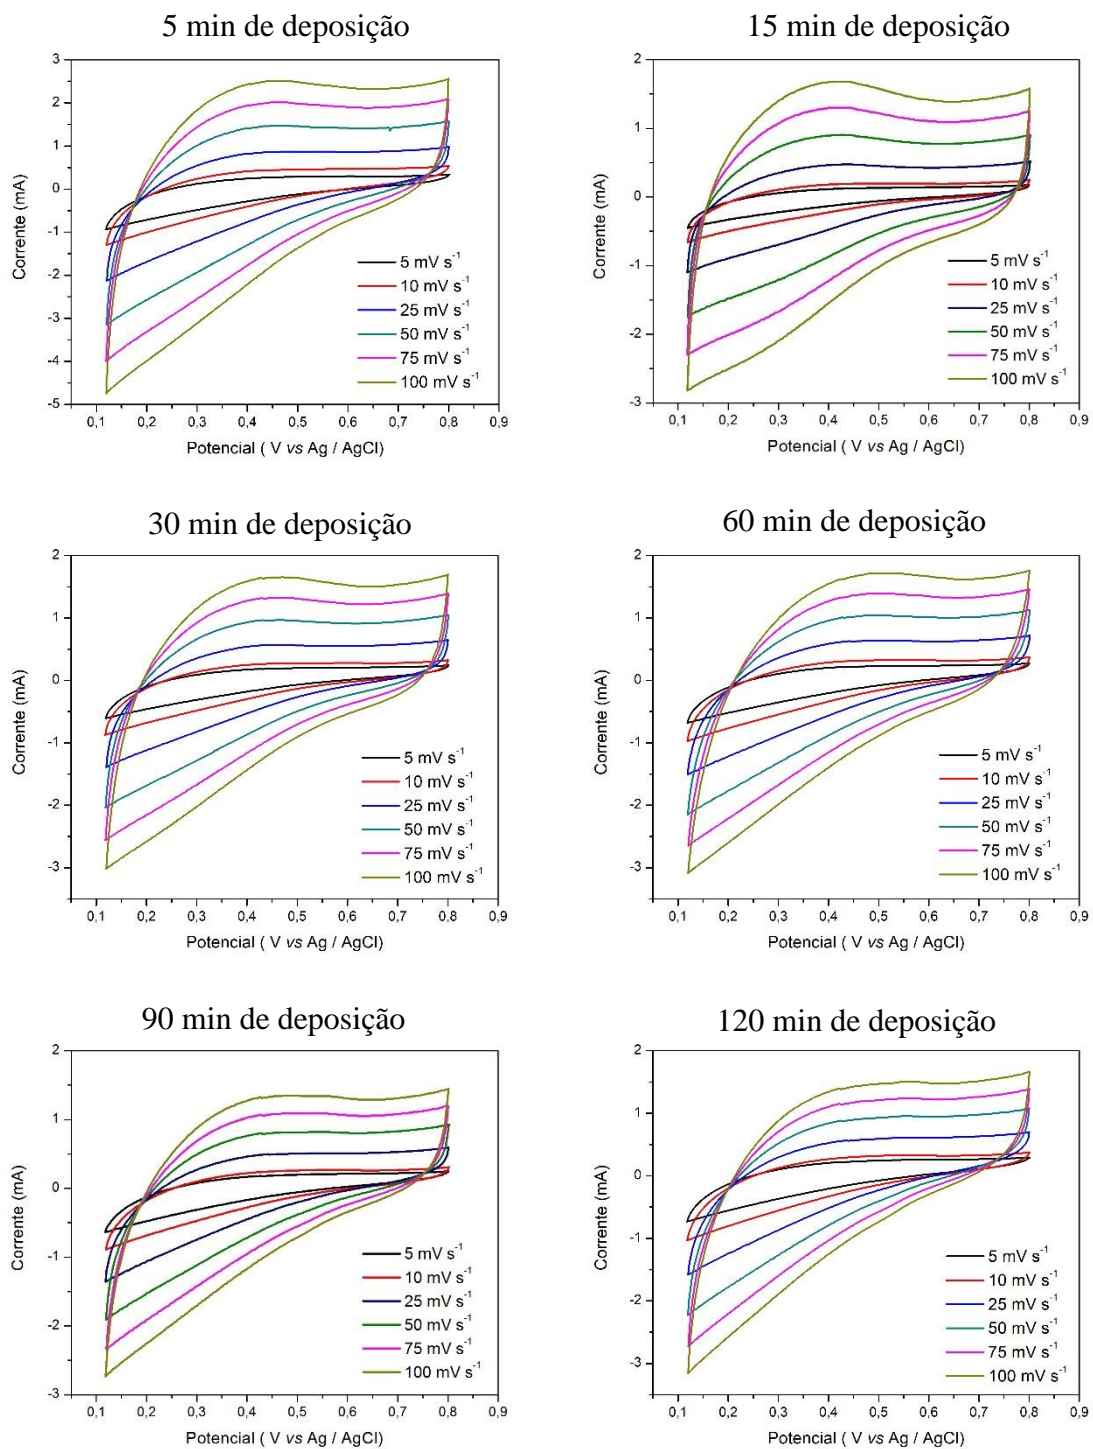 5 min de deposição
3
2
1
0
-1
-2
-3
-4
-5
Corrente (mA)
5 mV s⁻¹
10 mV s⁻¹
25 mV s⁻¹
50 mV s⁻¹
75 mV s⁻¹
100 mV s⁻¹
0,1 0,2 0,3 0,4 0,5 0,6 0,7 0,8 0,9
Potencial ( V vs Ag / AgCl)
15 min de deposição
2
1
0
-1
-2
-3
Corrente (mA)
5 mV s⁻¹
10 mV s⁻¹
25 mV s⁻¹
50 mV s⁻¹
75 mV s⁻¹
100 mV s⁻¹
0,1 0,2 0,3 0,4 0,5 0,6 0,7 0,8 0,9
Potencial ( V vs Ag / AgCl)
30 min de deposição
2
1
0
-1
-2
-3
Corrente (mA)
5 mV s⁻¹
10 mV s⁻¹
25 mV s⁻¹
50 mV s⁻¹
75 mV s⁻¹
100 mV s⁻¹
0,1 0,2 0,3 0,4 0,5 0,6 0,7 0,8 0,9
Potencial ( V vs Ag / AgCl)
60 min de deposição
2
1
0
-1
-2
-3
Corrente (mA)
5 mV s⁻¹
10 mV s⁻¹
25 mV s⁻¹
50 mV s⁻¹
75 mV s⁻¹
100 mV s⁻¹
0,1 0,2 0,3 0,4 0,5 0,6 0,7 0,8 0,9
Potencial ( V vs Ag / AgCl)
90 min de deposição
2
1
0
-1
-2
-3
Corrente (mA)
5 mV s⁻¹
10 mV s⁻¹
25 mV s⁻¹
50 mV s⁻¹
75 mV s⁻¹
100 mV s⁻¹
0,1 0,2 0,3 0,4 0,5 0,6 0,7 0,8 0,9
Potencial ( V vs Ag / AgCl)
120 min de deposição
2
1
0
-1
-2
-3
Corrente (mA)
5 mV s⁻¹
10 mV s⁻¹
25 mV s⁻¹
50 mV s⁻¹
75 mV s⁻¹
100 mV s⁻¹
0,1 0,2 0,3 0,4 0,5 0,6 0,7 0,8 0,9
Potencial ( V vs Ag / AgCl)